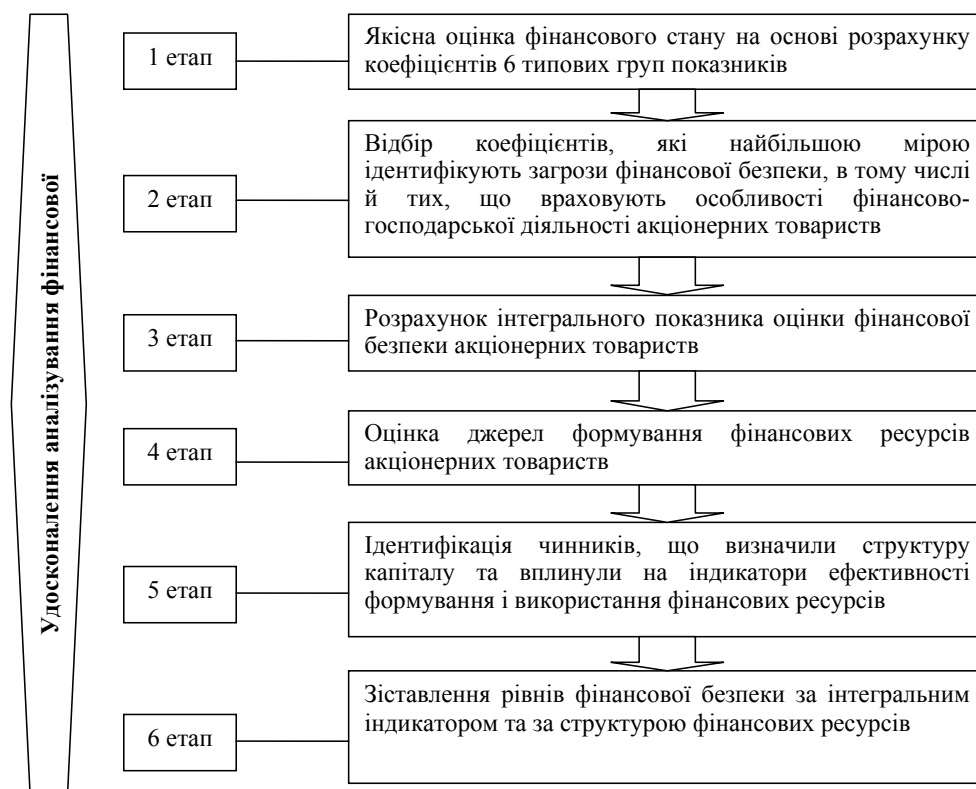 Удосконалення аналізування фінансової
1 етап
Якісна оцінка фінансового стану на основі розрахунку
коефіцієнтів 6 типових груп показників
2 етап
Відбір коефіцієнтів, які найбільшою мірою
ідентифікують загрози фінансової безпеки, в тому числі
й тих, що враховують особливості фінансово-
господарської діяльності акціонерних товариств
3 етап
Розрахунок інтегрального показника оцінки фінансової
безпеки акціонерних товариств
4 етап
Оцінка джерел формування фінансових ресурсів
акціонерних товариств
5 етап
Ідентифікація чинників, що визначили структуру
капіталу та вплинули на індикатори ефективності
формування і використання фінансових ресурсів
6 етап
Зіставлення рівнів фінансової безпеки за інтегральним
індикатором та за структурою фінансових ресурсів